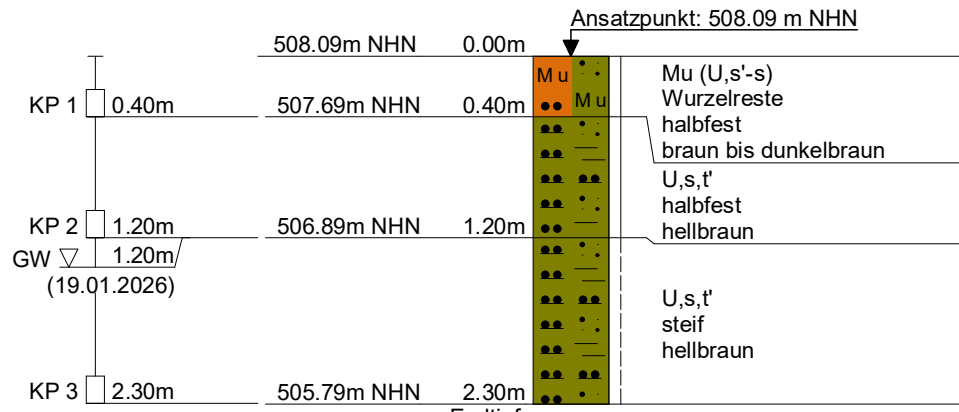 Ansatzpunkt: 508.09 m NHN
508.09m NHN 0.00m
Mu
Mu
Mu (U,s'-s)
Wurzelreste
halbfest
braun bis dunkelbraun
KP 1 0.40m 507.69m NHN 0.40m
U,s,t'
halbfest
hellbraun
KP 2 1.20m 506.89m NHN 1.20m
GW 1.20m
(19.01.2026)
U,s,t'
steif
hellbraun
KP 3 2.30m 505.79m NHN 2.30m